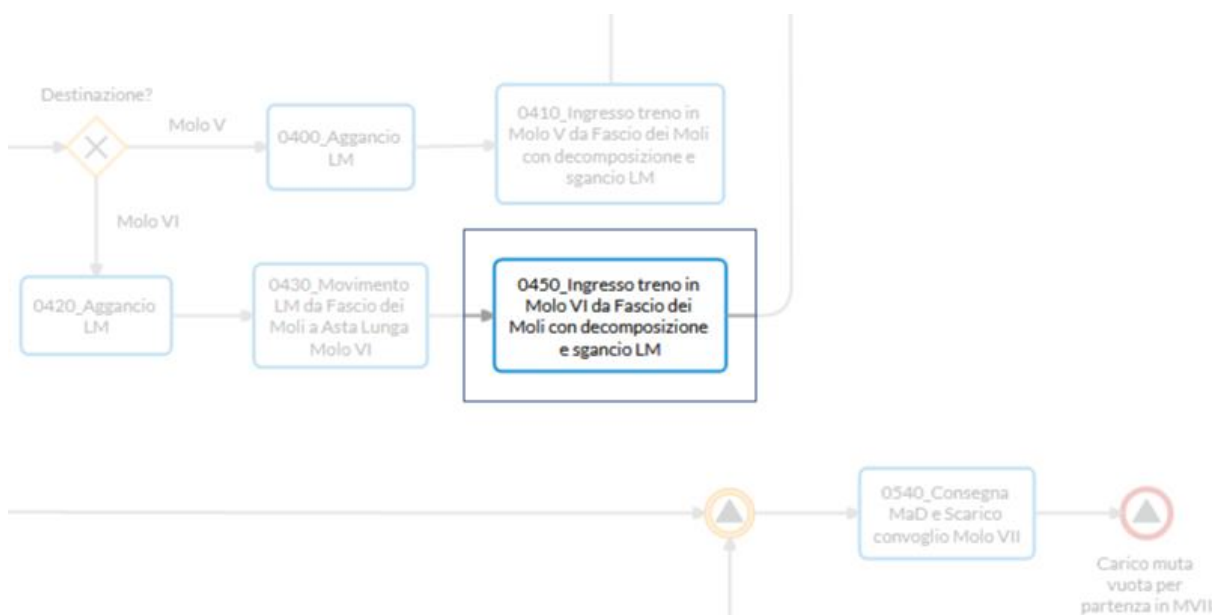 Destinazione?
Molo V
0400_Aggancio
LM
0410_Ingresso treno in
Molo V da Fascio dei Moli
con decomposizione e
sgancio LM
Molo VI
0420_Aggancio
LM
0430_Movimento
LM da Fascio dei
Moli a Asta Lunga
Molo VI
0450_Ingresso treno in
Molo VI da Fascio dei
Moli con decomposizione
e sgancio LM
0540_Consegna
MaD e Scarico
convoglio Molo VII
Carico muta
vuota per
partenza in MVII